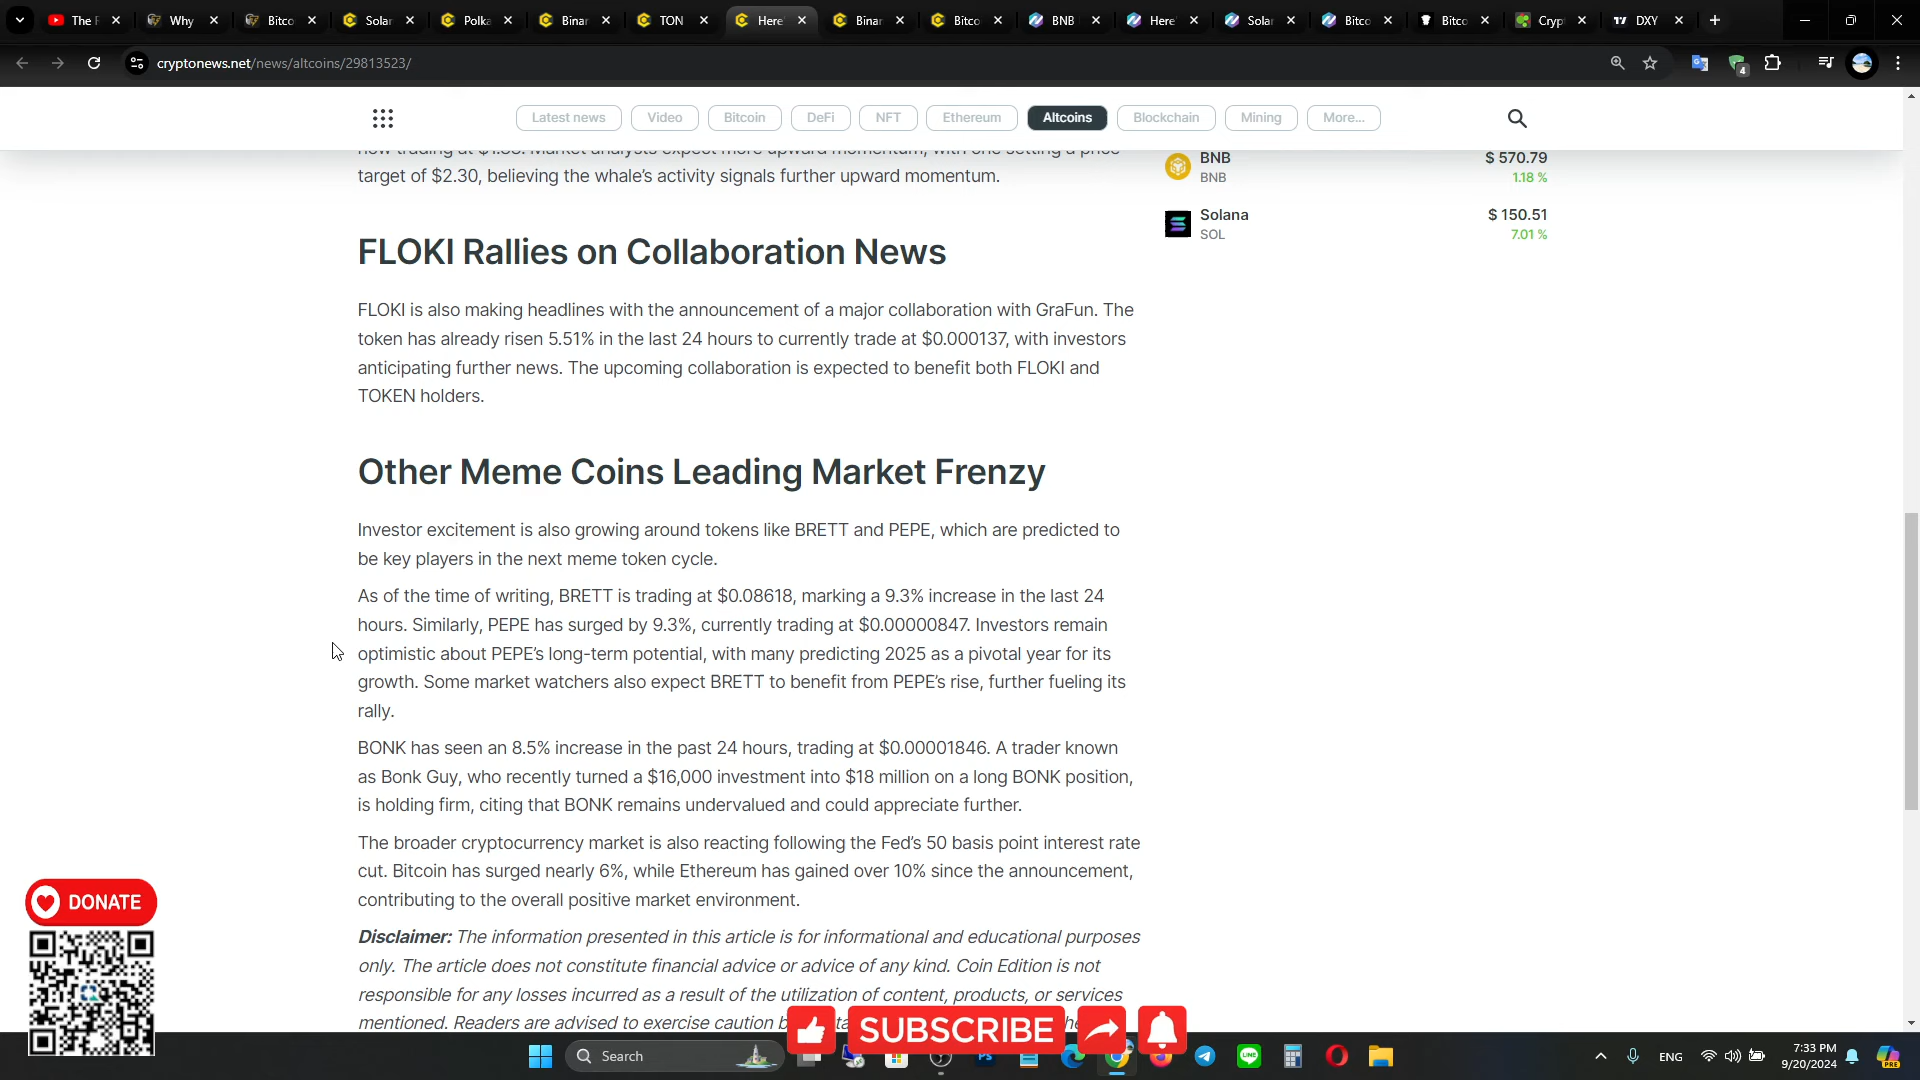 The
Why
Bitco
Solar
Polka
Binar
TON
Here'
Binar
Bitco
BNB
Here'
Solar
Bitco
Bitco
Cryp
DXY
cryptonews.net/news/altcoins/29813523/
4
Latest news
Video
Bitcoin
DeFi
NFT
Ethereum
Altcoins
Blockchain
Mining
More...
target of $2.30, believing the whale's activity signals further upward momentum.
BNB
BNB
$ 570.79
1.18 %
Solana
SOL
$ 150.51
7.01 %
FLOKI Rallies on Collaboration News
FLOKI is also making headlines with the announcement of a major collaboration with GraFun. The
token has already risen 5.51% in the last 24 hours to currently trade at $0.000137, with investors
anticipating further news. The upcoming collaboration is expected to benefit both FLOKI and
TOKEN holders.
Other Meme Coins Leading Market Frenzy
Investor excitement is also growing around tokens like BRETT and PEPE, which are predicted to
be key players in the next meme token cycle.
As of the time of writing, BRETT is trading at $0.08618, marking a 9.3% increase in the last 24
hours. Similarly, PEPE has surged by 9.3%, currently trading at $0.00000847. Investors remain
optimistic about PEPE's long-term potential, with many predicting 2025 as a pivotal year for its
growth. Some market watchers also expect BRETT to benefit from PEPE's rise, further fueling its
rally.
BONK has seen an 8.5% increase in the past 24 hours, trading at $0.00001846. A trader known
as Bonk Guy, who recently turned a $16,000 investment into $18 million on a long BONK position,
is holding firm, citing that BONK remains undervalued and could appreciate further.
The broader cryptocurrency market is also reacting following the Fed's 50 basis point interest rate
cut. Bitcoin has surged nearly 6%, while Ethereum has gained over 10% since the announcement,
contributing to the overall positive market environment.
Disclaimer: The information presented in this article is for informational and educational purposes
only. The article does not constitute financial advice or advice of any kind. Coin Edition is not
responsible for any losses incurred as a result of the utilization of content, products, or services
mentioned. Readers are advised to exercise caution
DONATE
SUBSCRIBE
Search
ENG
7:33 PM
9/20/2024